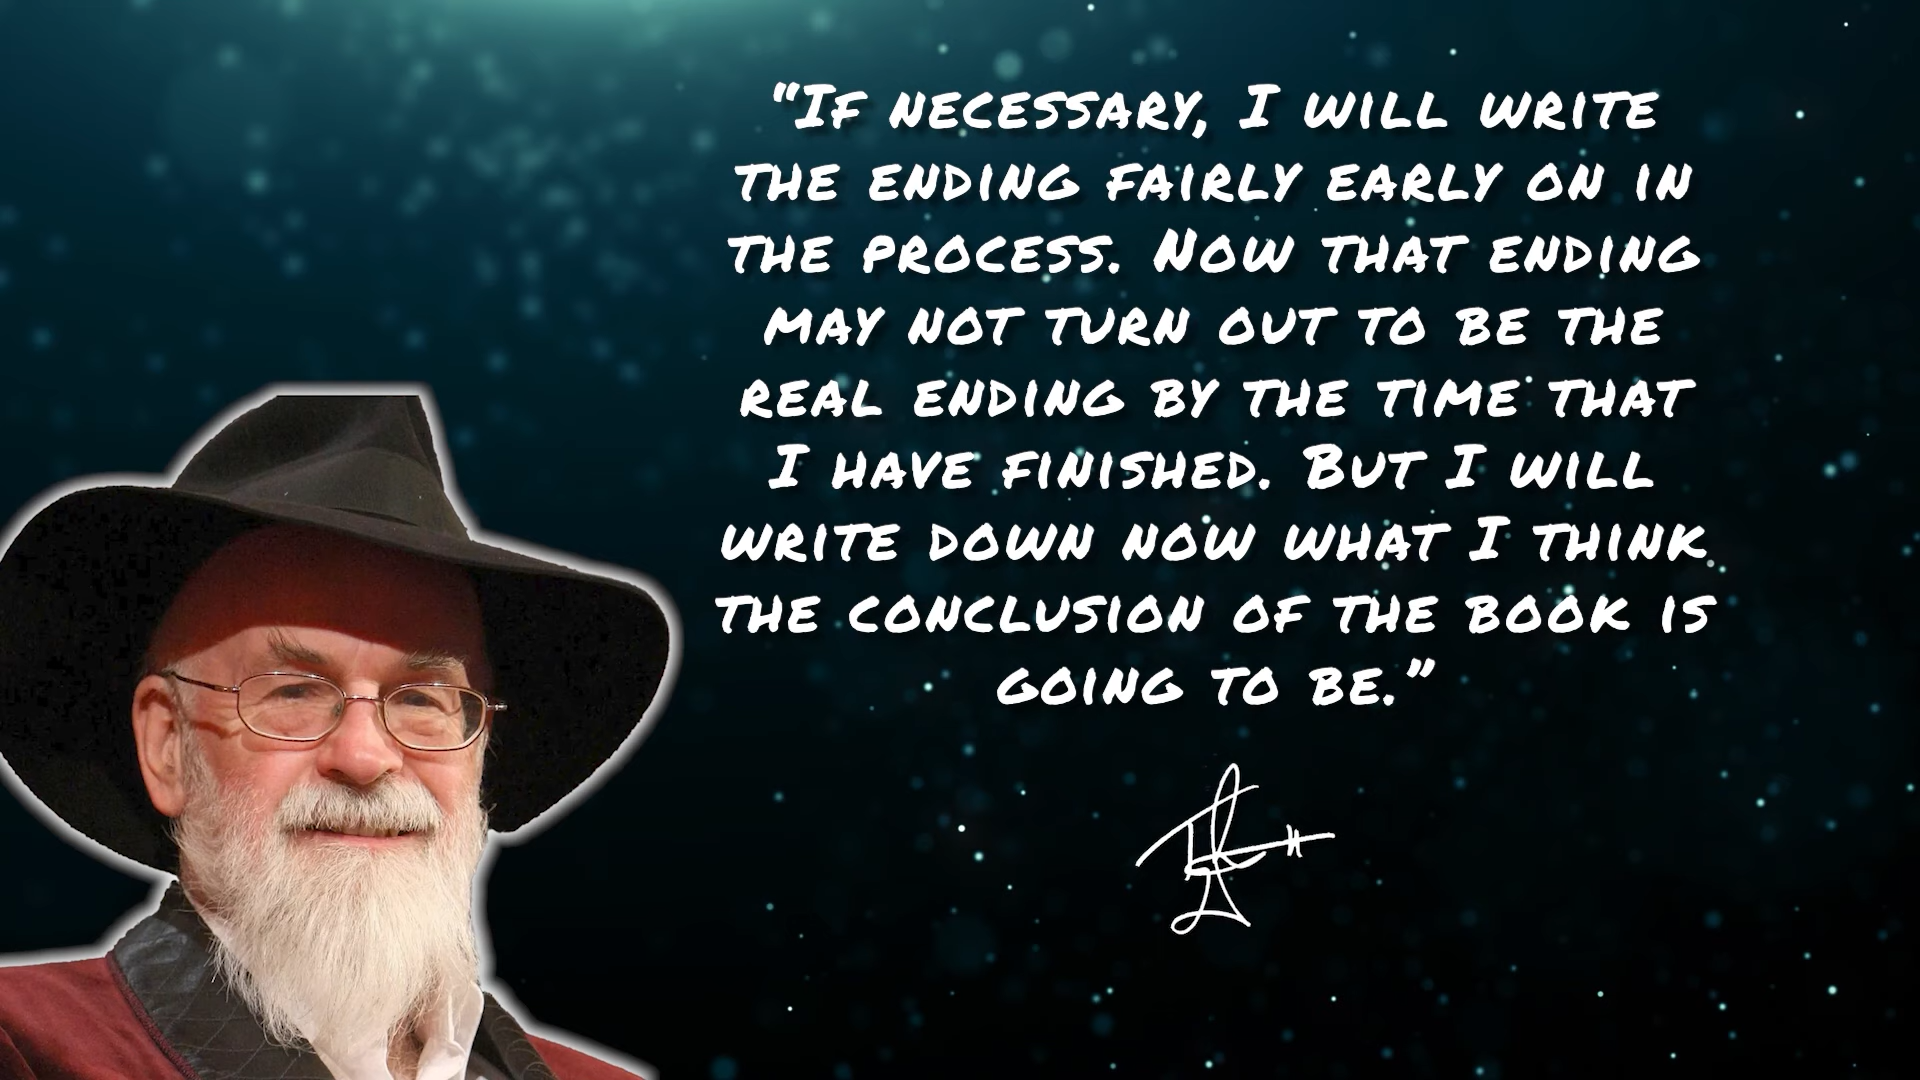 “If necessary, I will write
the ending fairly early on in
the process. Now that ending
may not turn out to be the
real ending by the time that
I have finished. But I will
write down now what I think
the conclusion of the book is
going to be.”